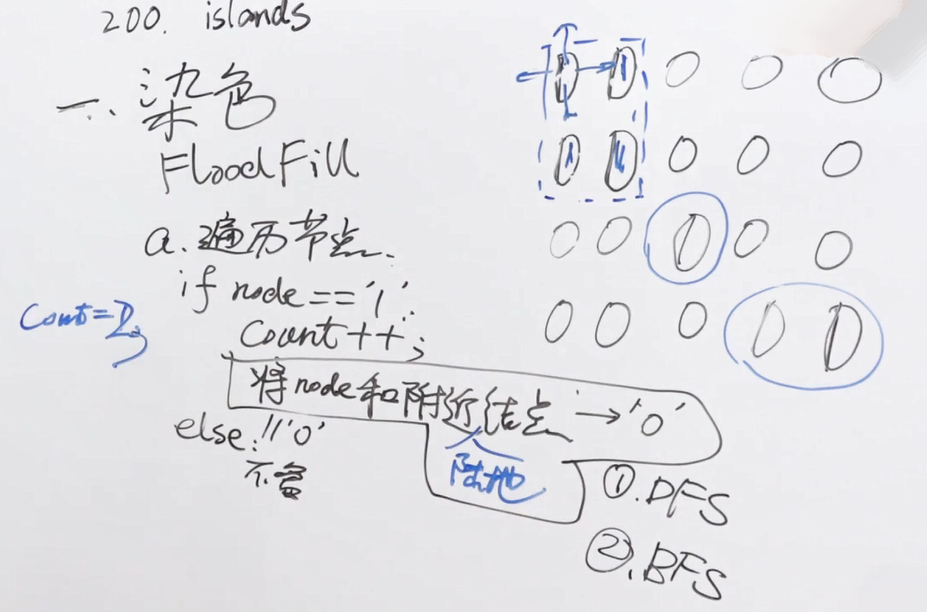 200. islands
一、染色
FloodFill
a.遍历节点.
if node=='1':
count++;
将node和附近结点→'0'
陆地
else://'0'
不管
①.DFS
②.BFS
1 1 0 0 0
1 1 0 0 0
0 0 1 0 0
0 0 0 1 1